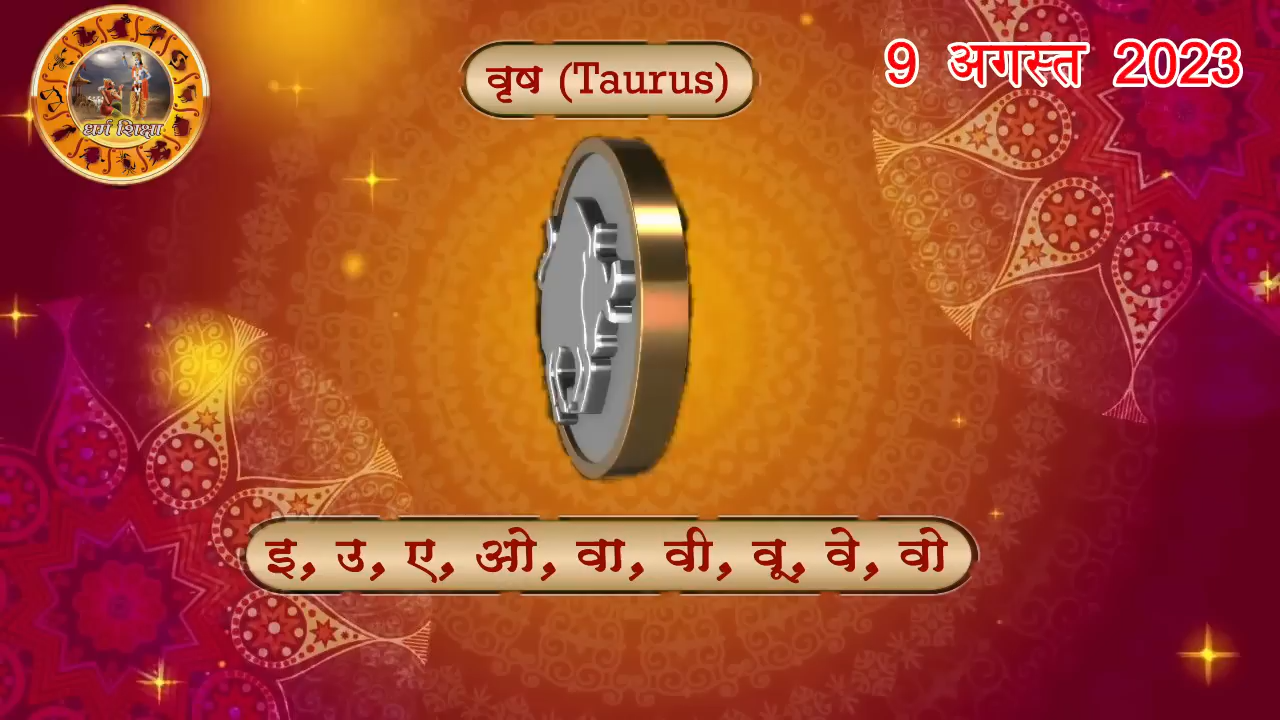 धर्म शिक्षा
वृष (Taurus)
9 अगस्त 2023
इ, उ, ए, ओ, वा, वी, वू, वे, वो